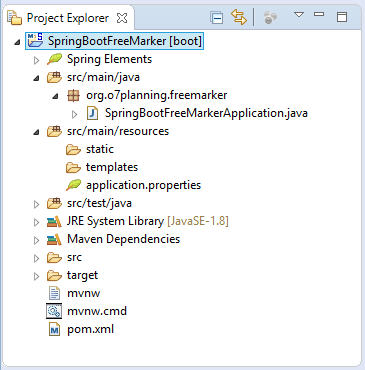 Project Explorer
SpringBootFreeMarker [boot]
Spring Elements
src/main/java
org.o7planning.freemarker
SpringBootFreeMarkerApplication.java
src/main/resources
static
templates
application.properties
src/test/java
JRE System Library [JavaSE-1.8]
Maven Dependencies
src
target
mvnw
mvnw.cmd
pom.xml